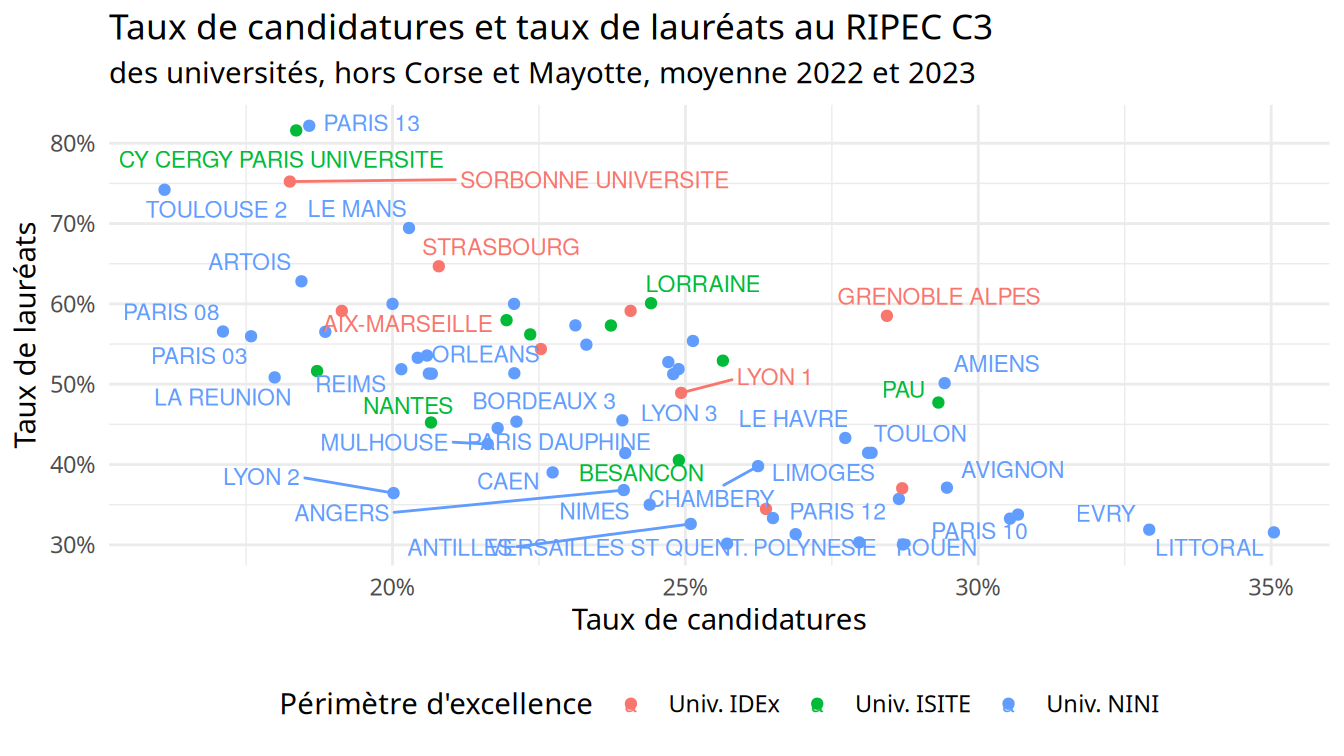 Taux de candidatures et taux de lauréats au RIPEC C3
des universités, hors Corse et Mayotte, moyenne 2022 et 2023
Taux de lauréats
80%
70%
60%
50%
40%
30%
PARIS 13
CY CERGY PARIS UNIVERSITE
SORBONNE UNIVERSITE
TOULOUSE 2
LE MANS
STRASBOURG
ARTOIS
LORRAINE
GRENOBLE ALPES
PARIS 08
AIX-MARSEILLE
PARIS 03
ORLEANS
AMIENS
LYON 1
REIMS
PAU
LA REUNION
NANTES
BORDEAUX 3
LYON 3
LE HAVRE
TOULON
MULHOUSE
PARIS DAUPHINE
LYON 2
CAEN
BESANCON
LIMOGES
AVIGNON
ANGERS
NIMES
CHAMBERY
PARIS 12
EVRY
PARIS 10
ANTILLES
VERSAILLES ST QUENT.
POLYNESIE
ROUEN
LITTORAL
20%
25%
30%
35%
Taux de candidatures
Périmètre d'excellence
Univ. IDEx
Univ. ISITE
Univ. NINI